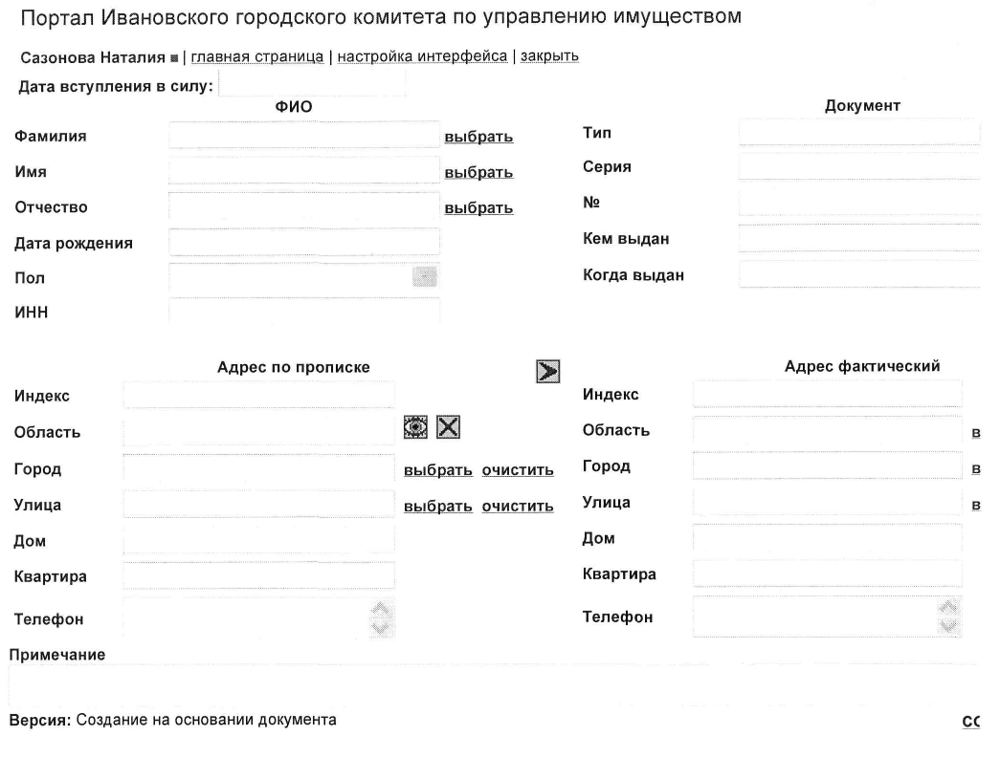 Портал Ивановского городского комитета по управлению имуществом
Сазонова Наталия | главная страница | настройка интерфейса | закрыть
Дата вступления в силу:
ФИО
Фамилия выбрать
Имя выбрать
Отчество выбрать
Дата рождения
Пол
ИНН
Документ
Тип
Серия
№
Кем выдан
Когда выдан
Адрес по прописке
Индекс
Область
Город выбрать очистить
Улица выбрать очистить
Дом
Квартира
Телефон
Адрес фактический
Индекс
Область в
Город в
Улица в
Дом
Квартира
Телефон
Примечание
Версия: Создание на основании документа